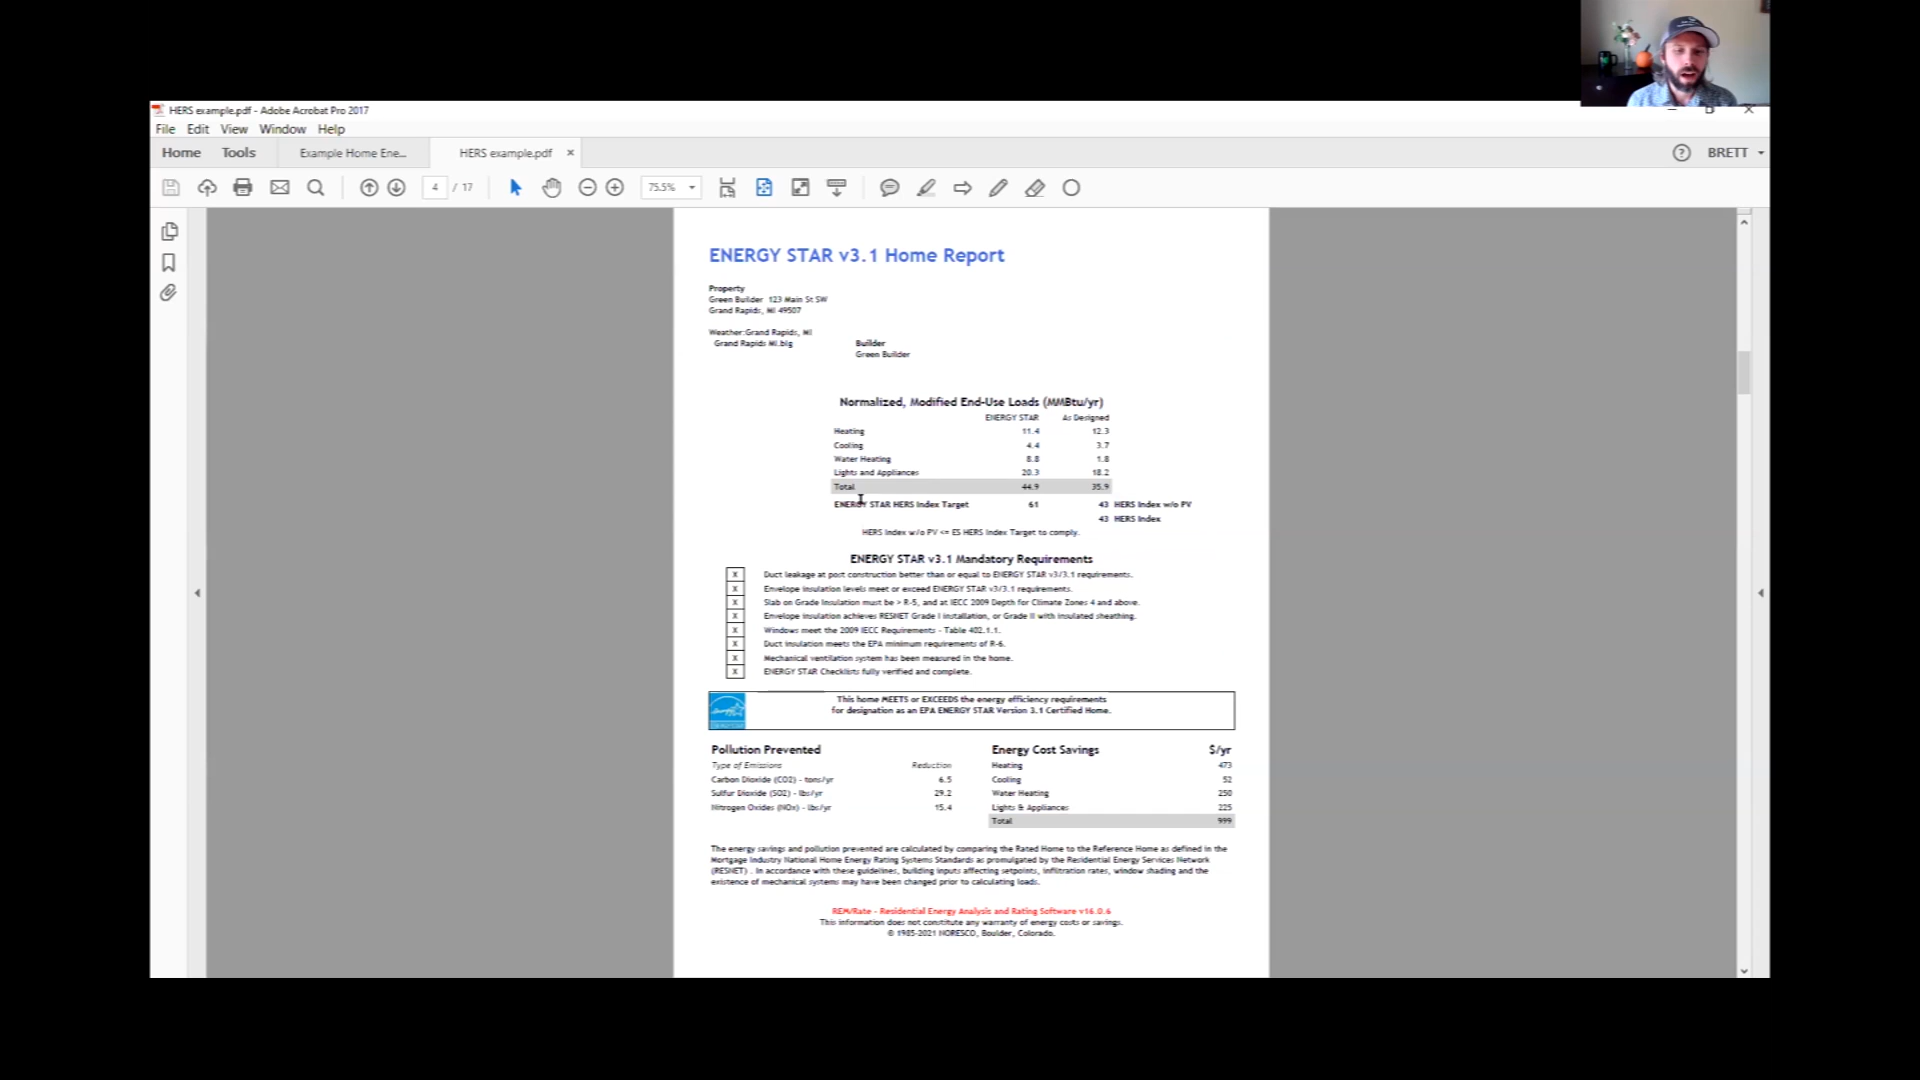 HERS example.pdf - Adobe Acrobat Pro 2017
File Edit View Window Help
Home Tools Example Home Ene... HERS example.pdf × BRETT
4 / 17 75.5%
ENERGY STAR v3.1 Home Report
Property
Green Builder 123 Main St SW
Grand Rapids, MI 49507
Weather:Grand Rapids, MI
Grand Rapids MI.blg
Builder
Green Builder
Normalized, Modified End-Use Loads (MMBtu/yr)
ENERGY STAR As Designed
Heating 11.4 12.3
Cooling 4.4 3.7
Water Heating 8.8 1.8
Lights and Appliances 20.3 18.2
Total 44.9 35.9
ENERGY STAR HERS Index Target 61 43 HERS Index w/o PV
43 HERS Index
HERS Index w/o PV <= ES HERS Index Target to comply.
ENERGY STAR v3.1 Mandatory Requirements
X Duct leakage at post construction better than or equal to ENERGY STAR v3/3.1 requirements.
X Envelope insulation levels meet or exceed ENERGY STAR v3/3.1 requirements.
X Slab on Grade Insulation must be > R-5, and at IECC 2009 Depth for Climate Zones 4 and above.
X Envelope insulation achieves RESNET Grade I installation, or Grade II with insulated sheathing.
X Windows meet the 2009 IECC Requirements - Table 402.1.1.
X Duct insulation meets the EPA minimum requirements of R-6.
X Mechanical ventilation system has been measured in the home.
X ENERGY STAR Checklists fully verified and complete.
This home MEETS or EXCEEDS the energy efficiency requirements
for designation as an EPA ENERGY STAR Version 3.1 Certified Home.
Pollution Prevented
Type of Emissions Reduction
Carbon Dioxide (CO2) - tons/yr 6.5
Sulfur Dioxide (SO2) - lbs/yr 29.2
Nitrogen Oxides (NOx) - lbs/yr 15.4
Energy Cost Savings $/yr
Heating 473
Cooling 52
Water Heating 250
Lights & Appliances 225
Total 999
The energy savings and pollution prevented are calculated by comparing the Rated Home to the Reference Home as defined in the
Mortgage Industry National Home Energy Rating Systems Standards as promulgated by the Residential Energy Services Network
(RESNET) . In accordance with these guidelines, building inputs affecting setpoints, infiltration rates, window shading and the
existence of mechanical systems may have been changed prior to calculating loads.
REM/Rate - Residential Energy Analysis and Rating Software v16.0.6
This information does not constitute any warranty of energy costs or savings.
© 1985-2021 NORESCO, Boulder, Colorado.